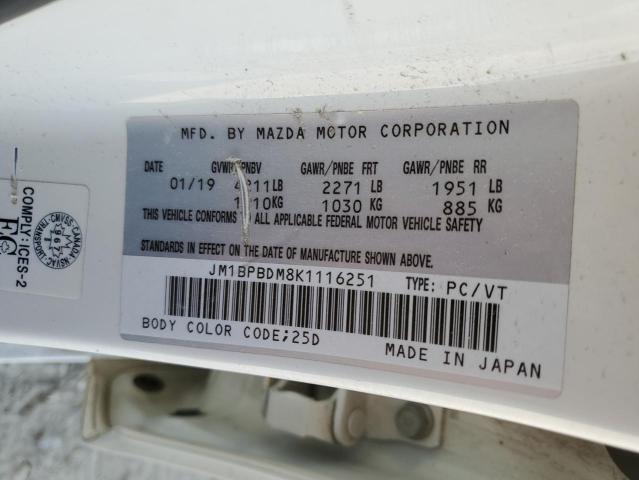 MFD. BY MAZDA MOTOR CORPORATION
DATE GAWR/PNBE FRT GAWR/PNBE RR
01/19 2271 LB 1951 LB
1030 KG 885 KG
THIS VEHICLE CONFORMS ALL APPLICABLE FEDERAL MOTOR VEHICLE SAFETY
STANDARDS IN EFFECT ON THE DATE OF MANUFACTURE SHOWN ABOVE.
JM1BPBDM8K1116251 TYPE: PC/VT
BODY COLOR CODE;25D
MADE IN JAPAN
COMPLY:ICES-2